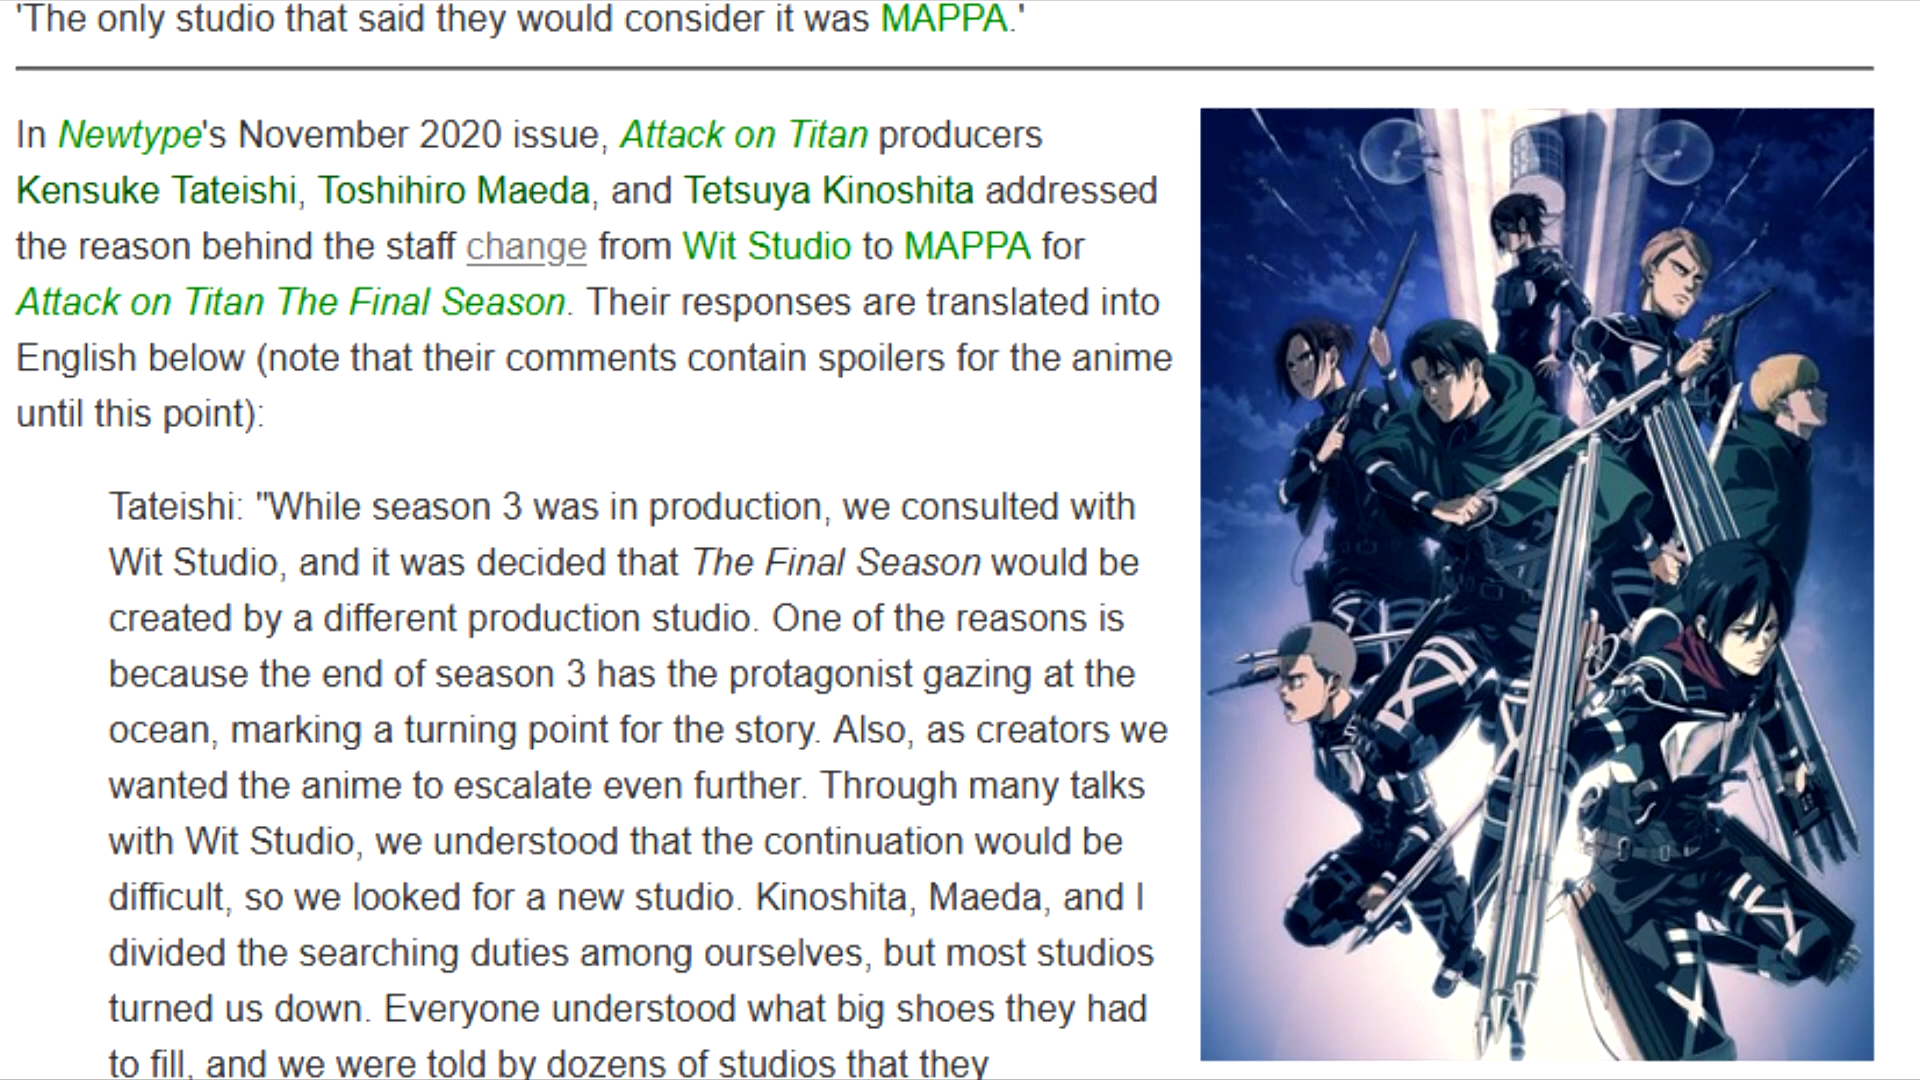 'The only studio that said they would consider it was MAPPA.'
In Newtype's November 2020 issue, Attack on Titan producers
Kensuke Tateishi, Toshihiro Maeda, and Tetsuya Kinoshita addressed
the reason behind the staff change from Wit Studio to MAPPA for
Attack on Titan The Final Season. Their responses are translated into
English below (note that their comments contain spoilers for the anime
until this point):
Tateishi: "While season 3 was in production, we consulted with
Wit Studio, and it was decided that The Final Season would be
created by a different production studio. One of the reasons is
because the end of season 3 has the protagonist gazing at the
ocean, marking a turning point for the story. Also, as creators we
wanted the anime to escalate even further. Through many talks
with Wit Studio, we understood that the continuation would be
difficult, so we looked for a new studio. Kinoshita, Maeda, and I
divided the searching duties among ourselves, but most studios
turned us down. Everyone understood what big shoes they had
to fill, and we were told by dozens of studios that they